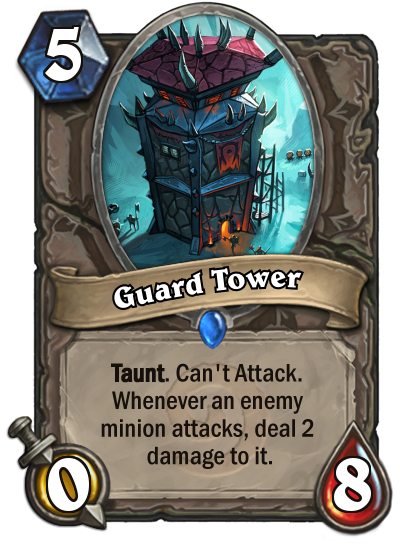 5
Guard Tower
Taunt. Can't Attack.
Whenever an enemy
minion attacks, deal 2
damage to it.
0
8